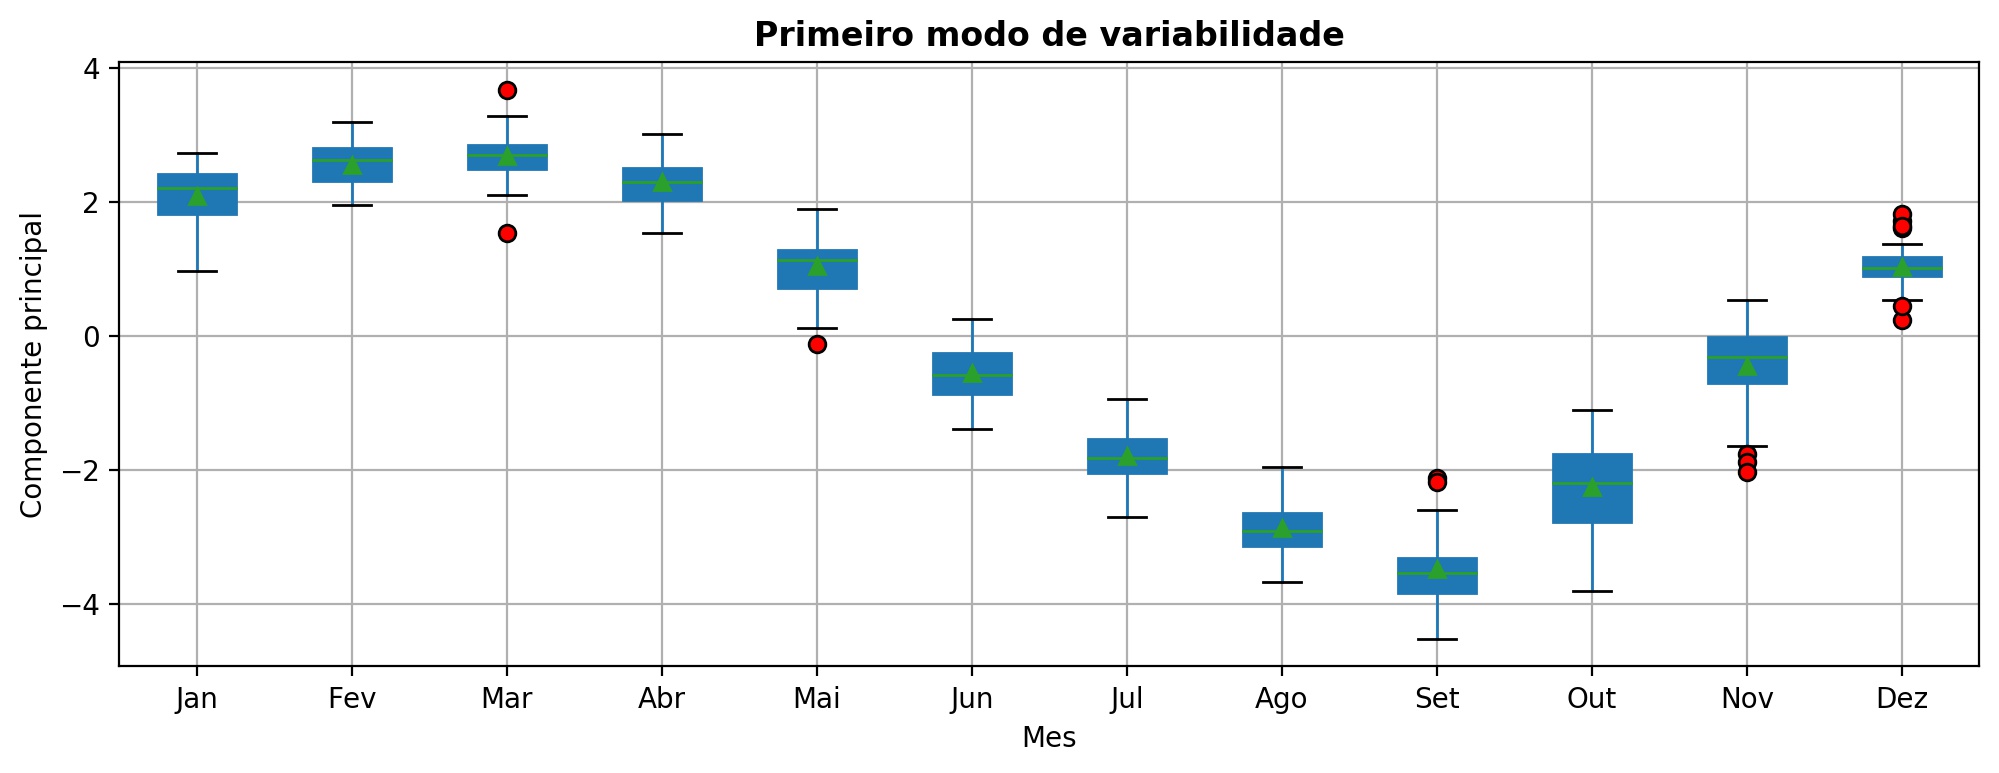 Primeiro modo de variabilidade
Componente principal
4
2
0
−2
−4
Jan Fev Mar Abr Mai Jun Jul Ago Set Out Nov Dez
Mes